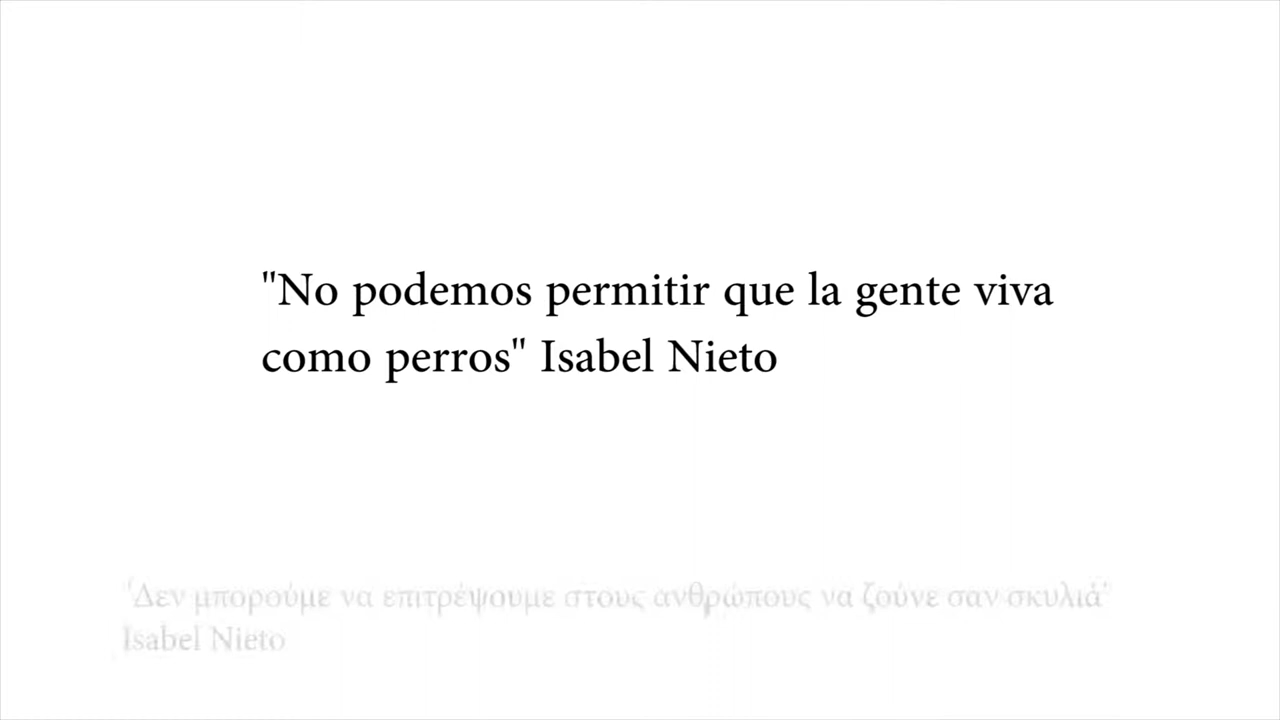 "No podemos permitir que la gente viva
como perros" Isabel Nieto
'Δεν μπορούμε να επιτρέψουμε στους ανθρώπους να ζούνε σαν σκυλιά'
Isabel Nieto